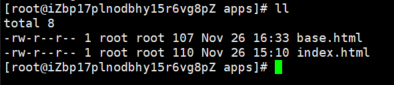 [root@iZbp17plnodbhy15r6vg8pZ apps]# ll
total 8
-rw-r--r-- 1 root root 107 Nov 26 16:33 base.html
-rw-r--r-- 1 root root 110 Nov 26 15:10 index.html
[root@iZbp17plnodbhy15r6vg8pZ apps]#